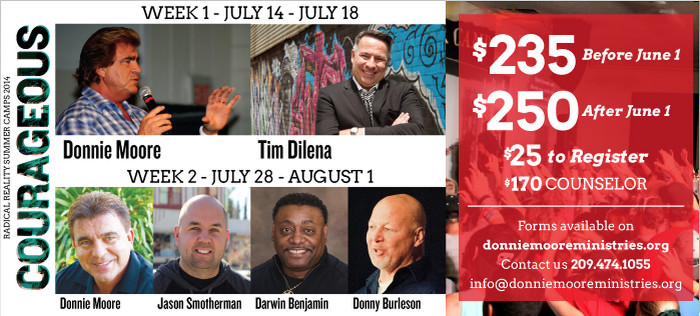 RADICAL REALITY SUMMER CAMPS 2014
COURAGEOUS
WEEK 1 - JULY 14 - JULY 18
Donnie Moore
Tim Dilena
WEEK 2 - JULY 28 - AUGUST 1
Donnie Moore
Jason Smotherman
Darwin Benjamin
Donny Burleson
$235 Before June 1
$250 After June 1
$25 to Register
$170 COUNSELOR
Forms available on
donniemooreministries.org
Contact us 209.474.1055
info@donniemooreministries.org